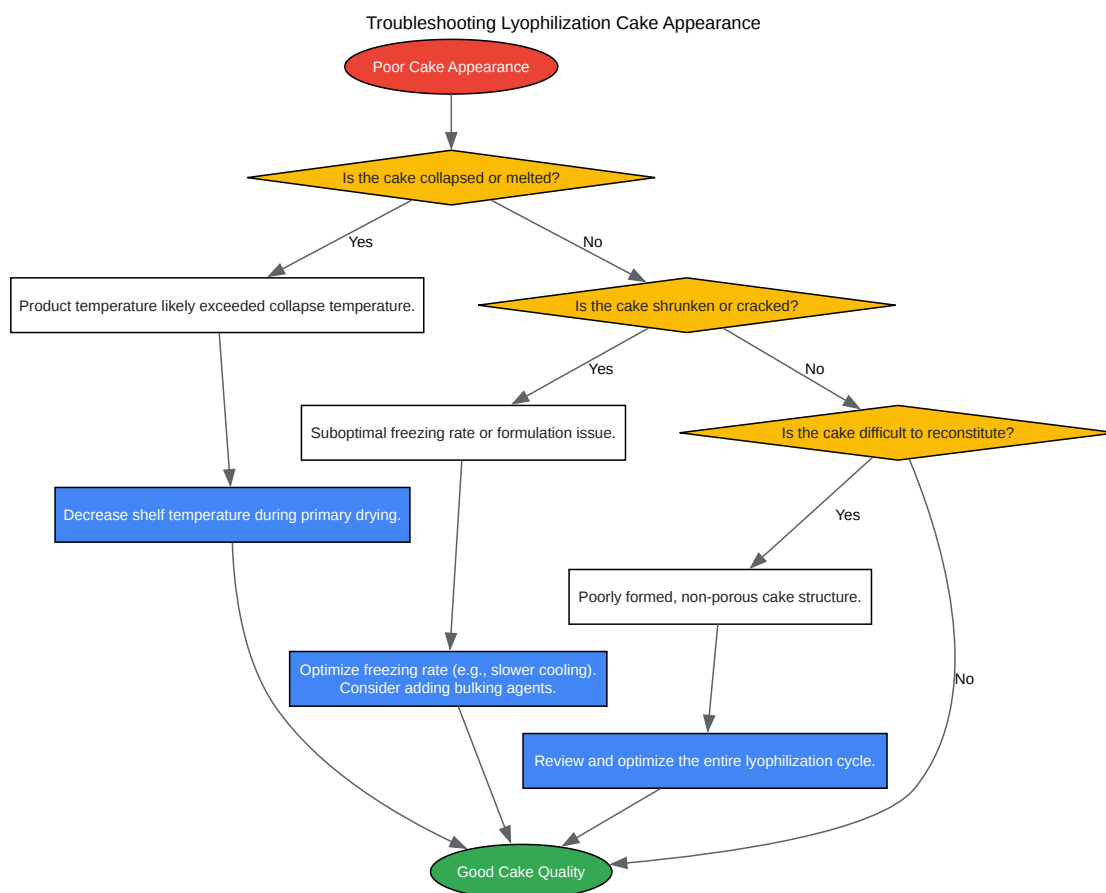 Troubleshooting Lyophilization Cake Appearance
Poor Cake Appearance
Is the cake collapsed or melted?
Yes
No
Product temperature likely exceeded collapse temperature.
Is the cake shrunken or cracked?
Yes
No
Suboptimal freezing rate or formulation issue.
Is the cake difficult to reconstitute?
Decrease shelf temperature during primary drying.
Yes
Poorly formed, non-porous cake structure.
Optimize freezing rate (e.g., slower cooling).
Consider adding bulking agents.
No
Review and optimize the entire lyophilization cycle.
Good Cake Quality